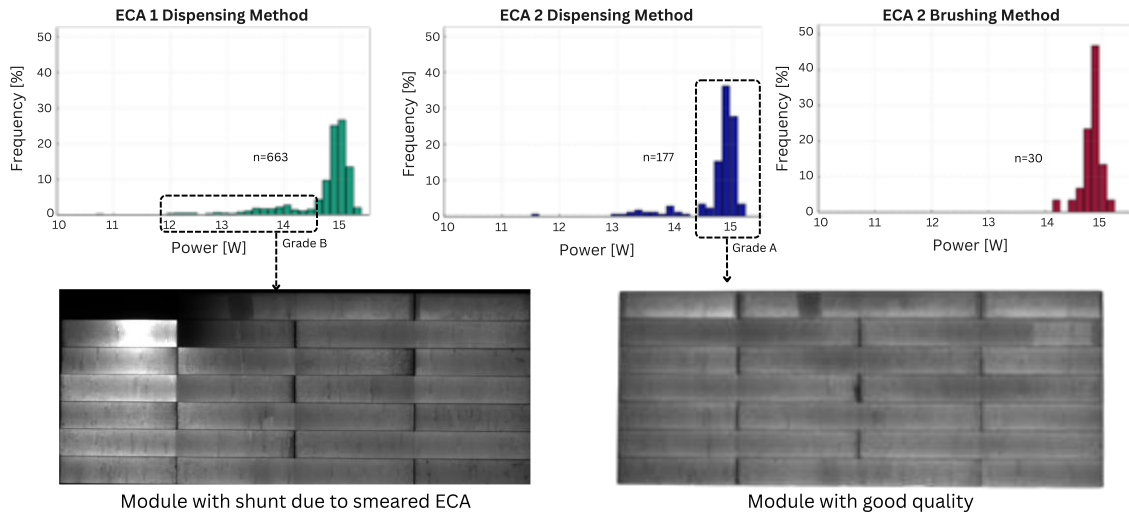 ECA 1 Dispensing Method
50
40
30
20
10
0
Frequency [%]
n=663
10 11 12 13 14 15
Power [W]
Grade B
ECA 2 Dispensing Method
50
40
30
20
10
0
Frequency [%]
n=177
10 11 12 13 14 15
Power [W]
Grade A
ECA 2 Brushing Method
50
40
30
20
10
0
Frequency [%]
n=30
10 11 12 13 14 15
Power [W]
Module with shunt due to smeared ECA
Module with good quality